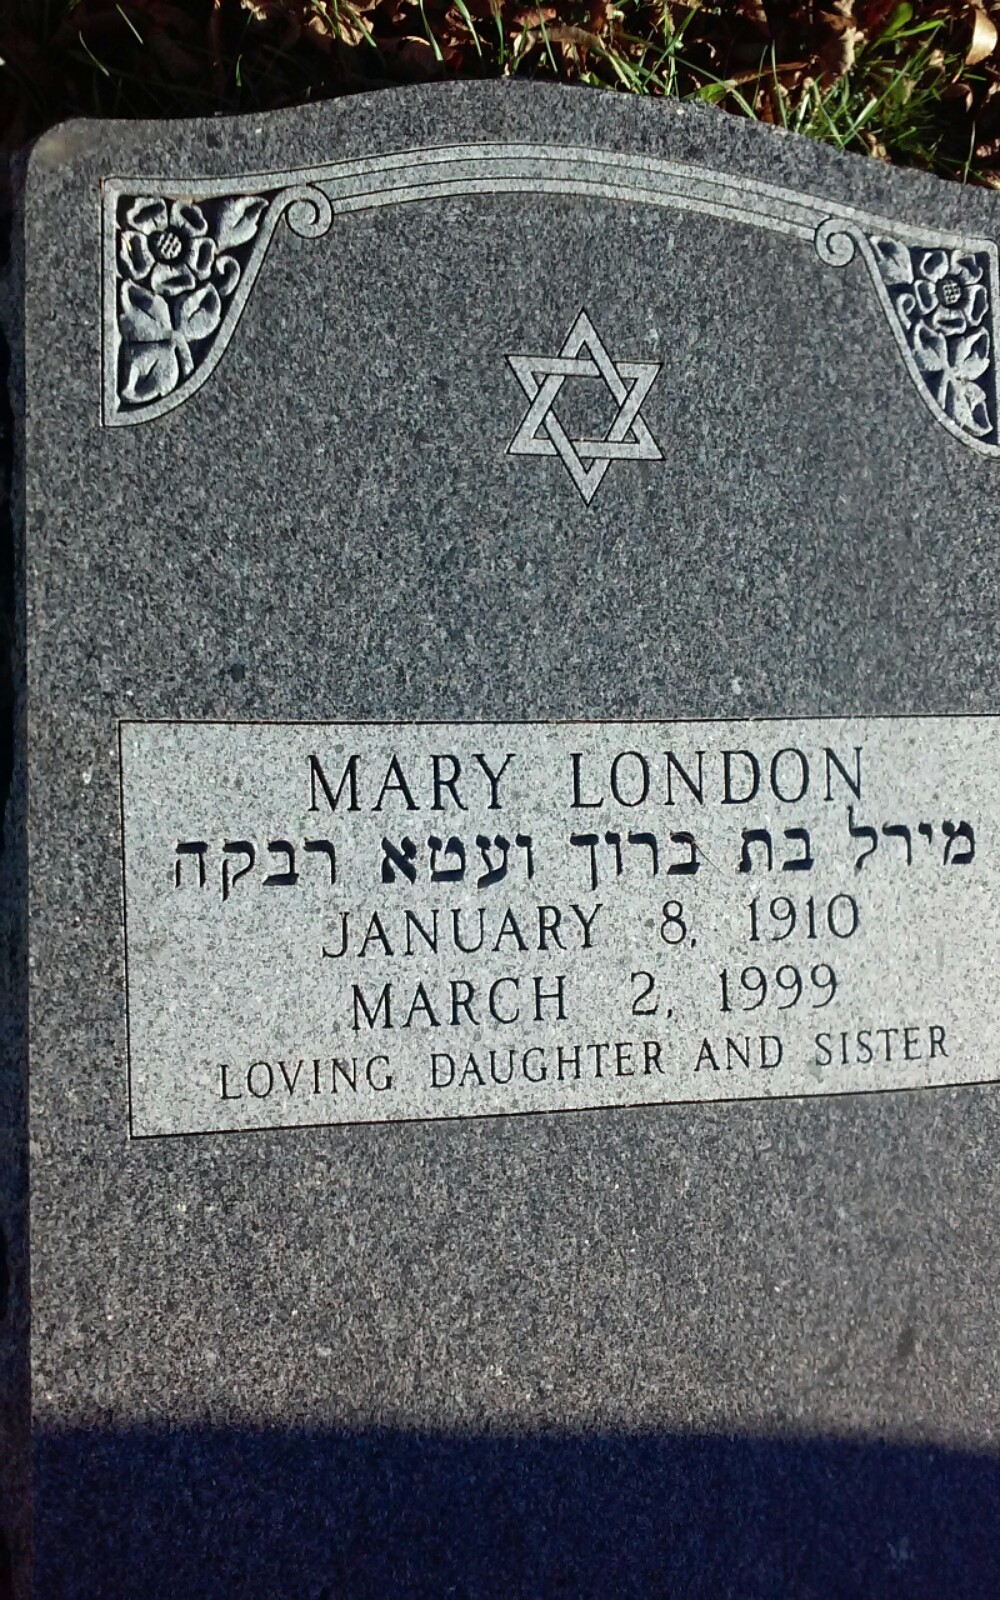 MARY LONDON
מירל בת ברוך ועטא רבקה
JANUARY 8, 1910
MARCH 2, 1999
LOVING DAUGHTER AND SISTER